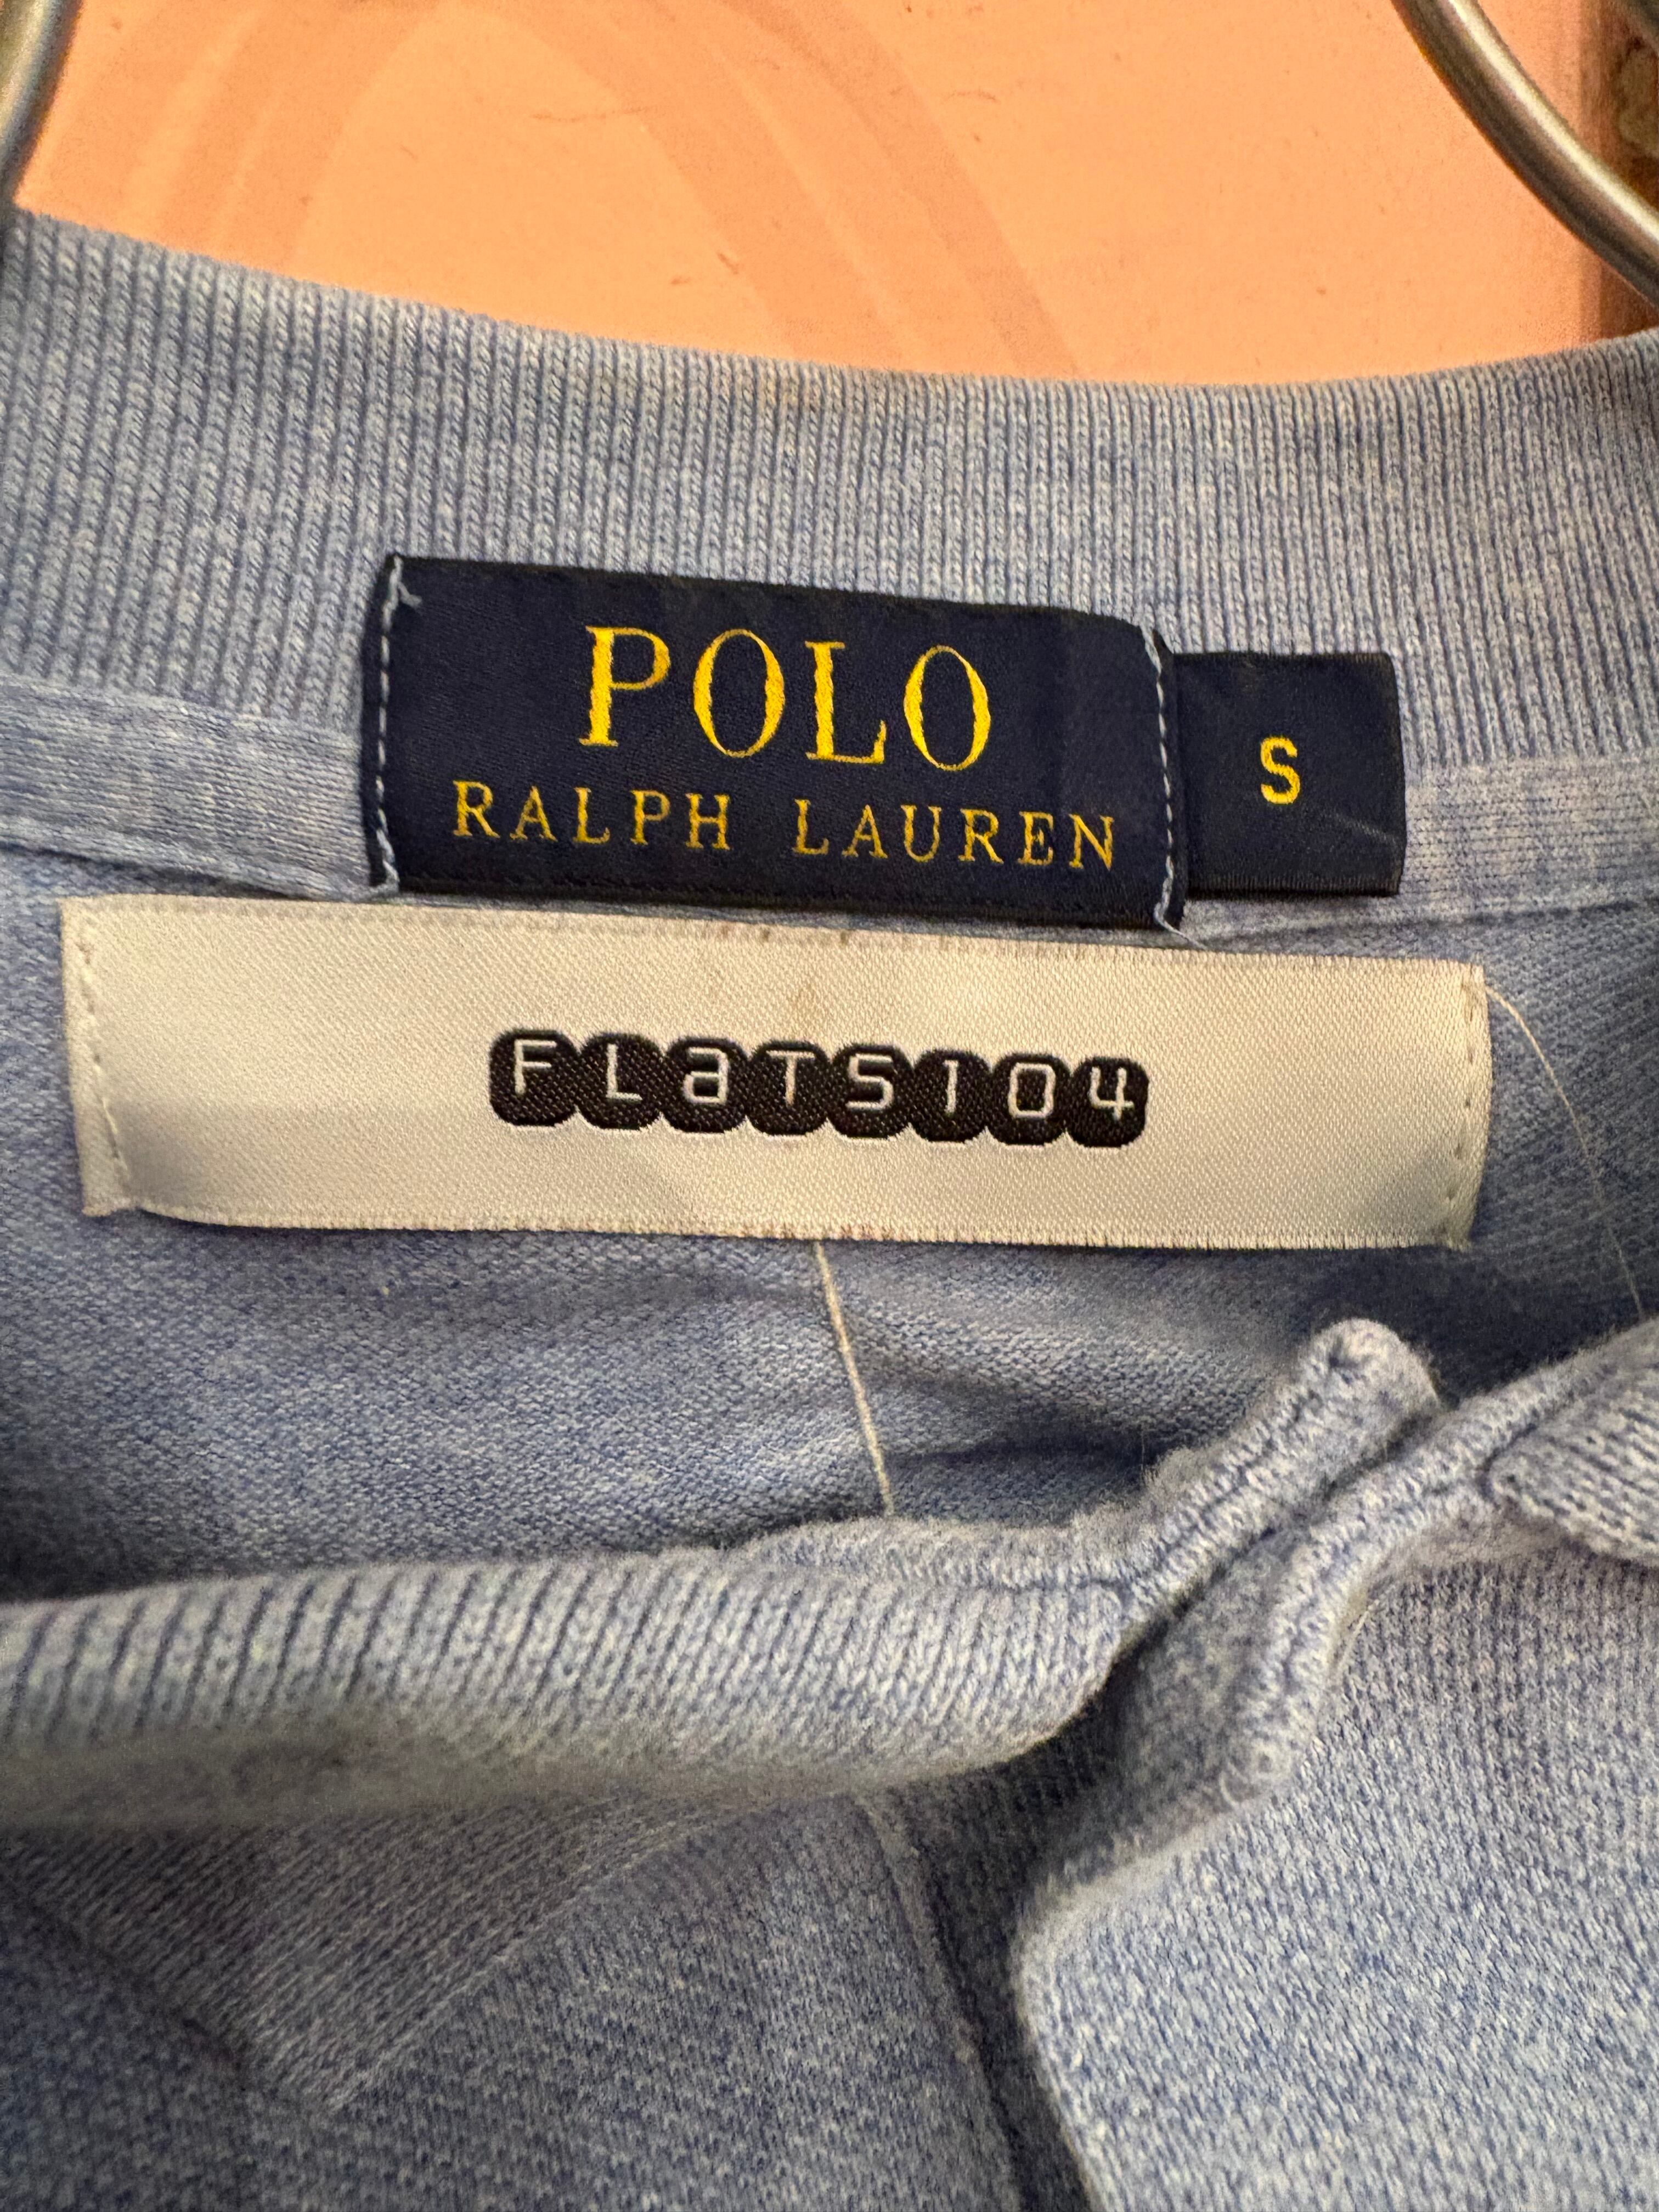 POLO
RALPH LAUREN
S
FLaTS104